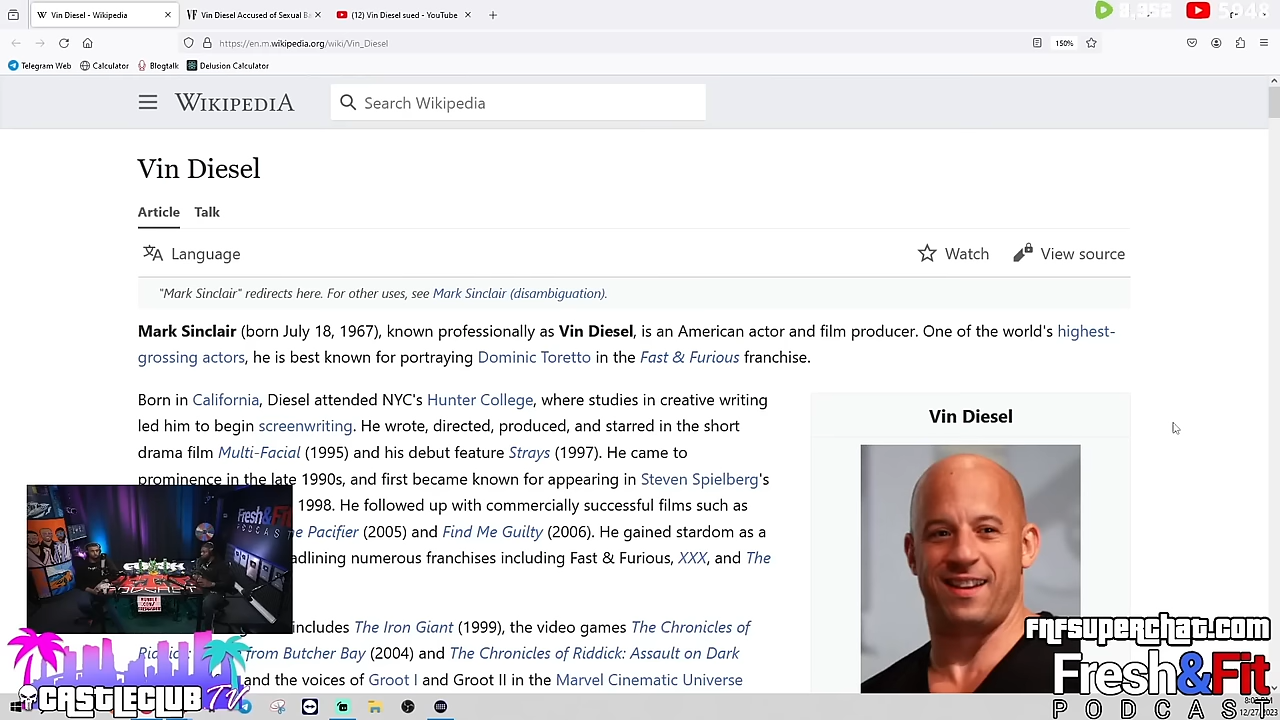 Vin Diesel - Wikipedia
Vin Diesel Accused of Sexual Ba
(12) Vin Diesel sued - YouTube
https://en.m.wikipedia.org/wiki/Vin_Diesel
150%
Telegram Web Calculator Blogtalk Delusion Calculator
WIKIPEDIA
Search Wikipedia
Vin Diesel
Article Talk
Language
Watch View source
"Mark Sinclair" redirects here. For other uses, see Mark Sinclair (disambiguation).
Mark Sinclair (born July 18, 1967), known professionally as Vin Diesel, is an American actor and film producer. One of the world's highest-
grossing actors, he is best known for portraying Dominic Toretto in the Fast & Furious franchise.
Born in California, Diesel attended NYC's Hunter College, where studies in creative writing
led him to begin screenwriting. He wrote, directed, produced, and starred in the short
drama film Multi-Facial (1995) and his debut feature Strays (1997). He came to
prominence in the late 1990s, and first became known for appearing in Steven Spielberg's
1998. He followed up with commercially successful films such as
Pacifier (2005) and Find Me Guilty (2006). He gained stardom as a
adlining numerous franchises including Fast & Furious, XXX, and The
includes The Iron Giant (1999), the video games The Chronicles of
from Butcher Bay (2004) and The Chronicles of Riddick: Assault on Dark
and the voices of Groot I and Groot II in the Marvel Cinematic Universe
Vin Diesel
Fresh&Fit
PODCAST
CASTLECLUB TV
FNFSUPERCHAT.COM
Fresh&Fit
PODCAST
12/27/2023